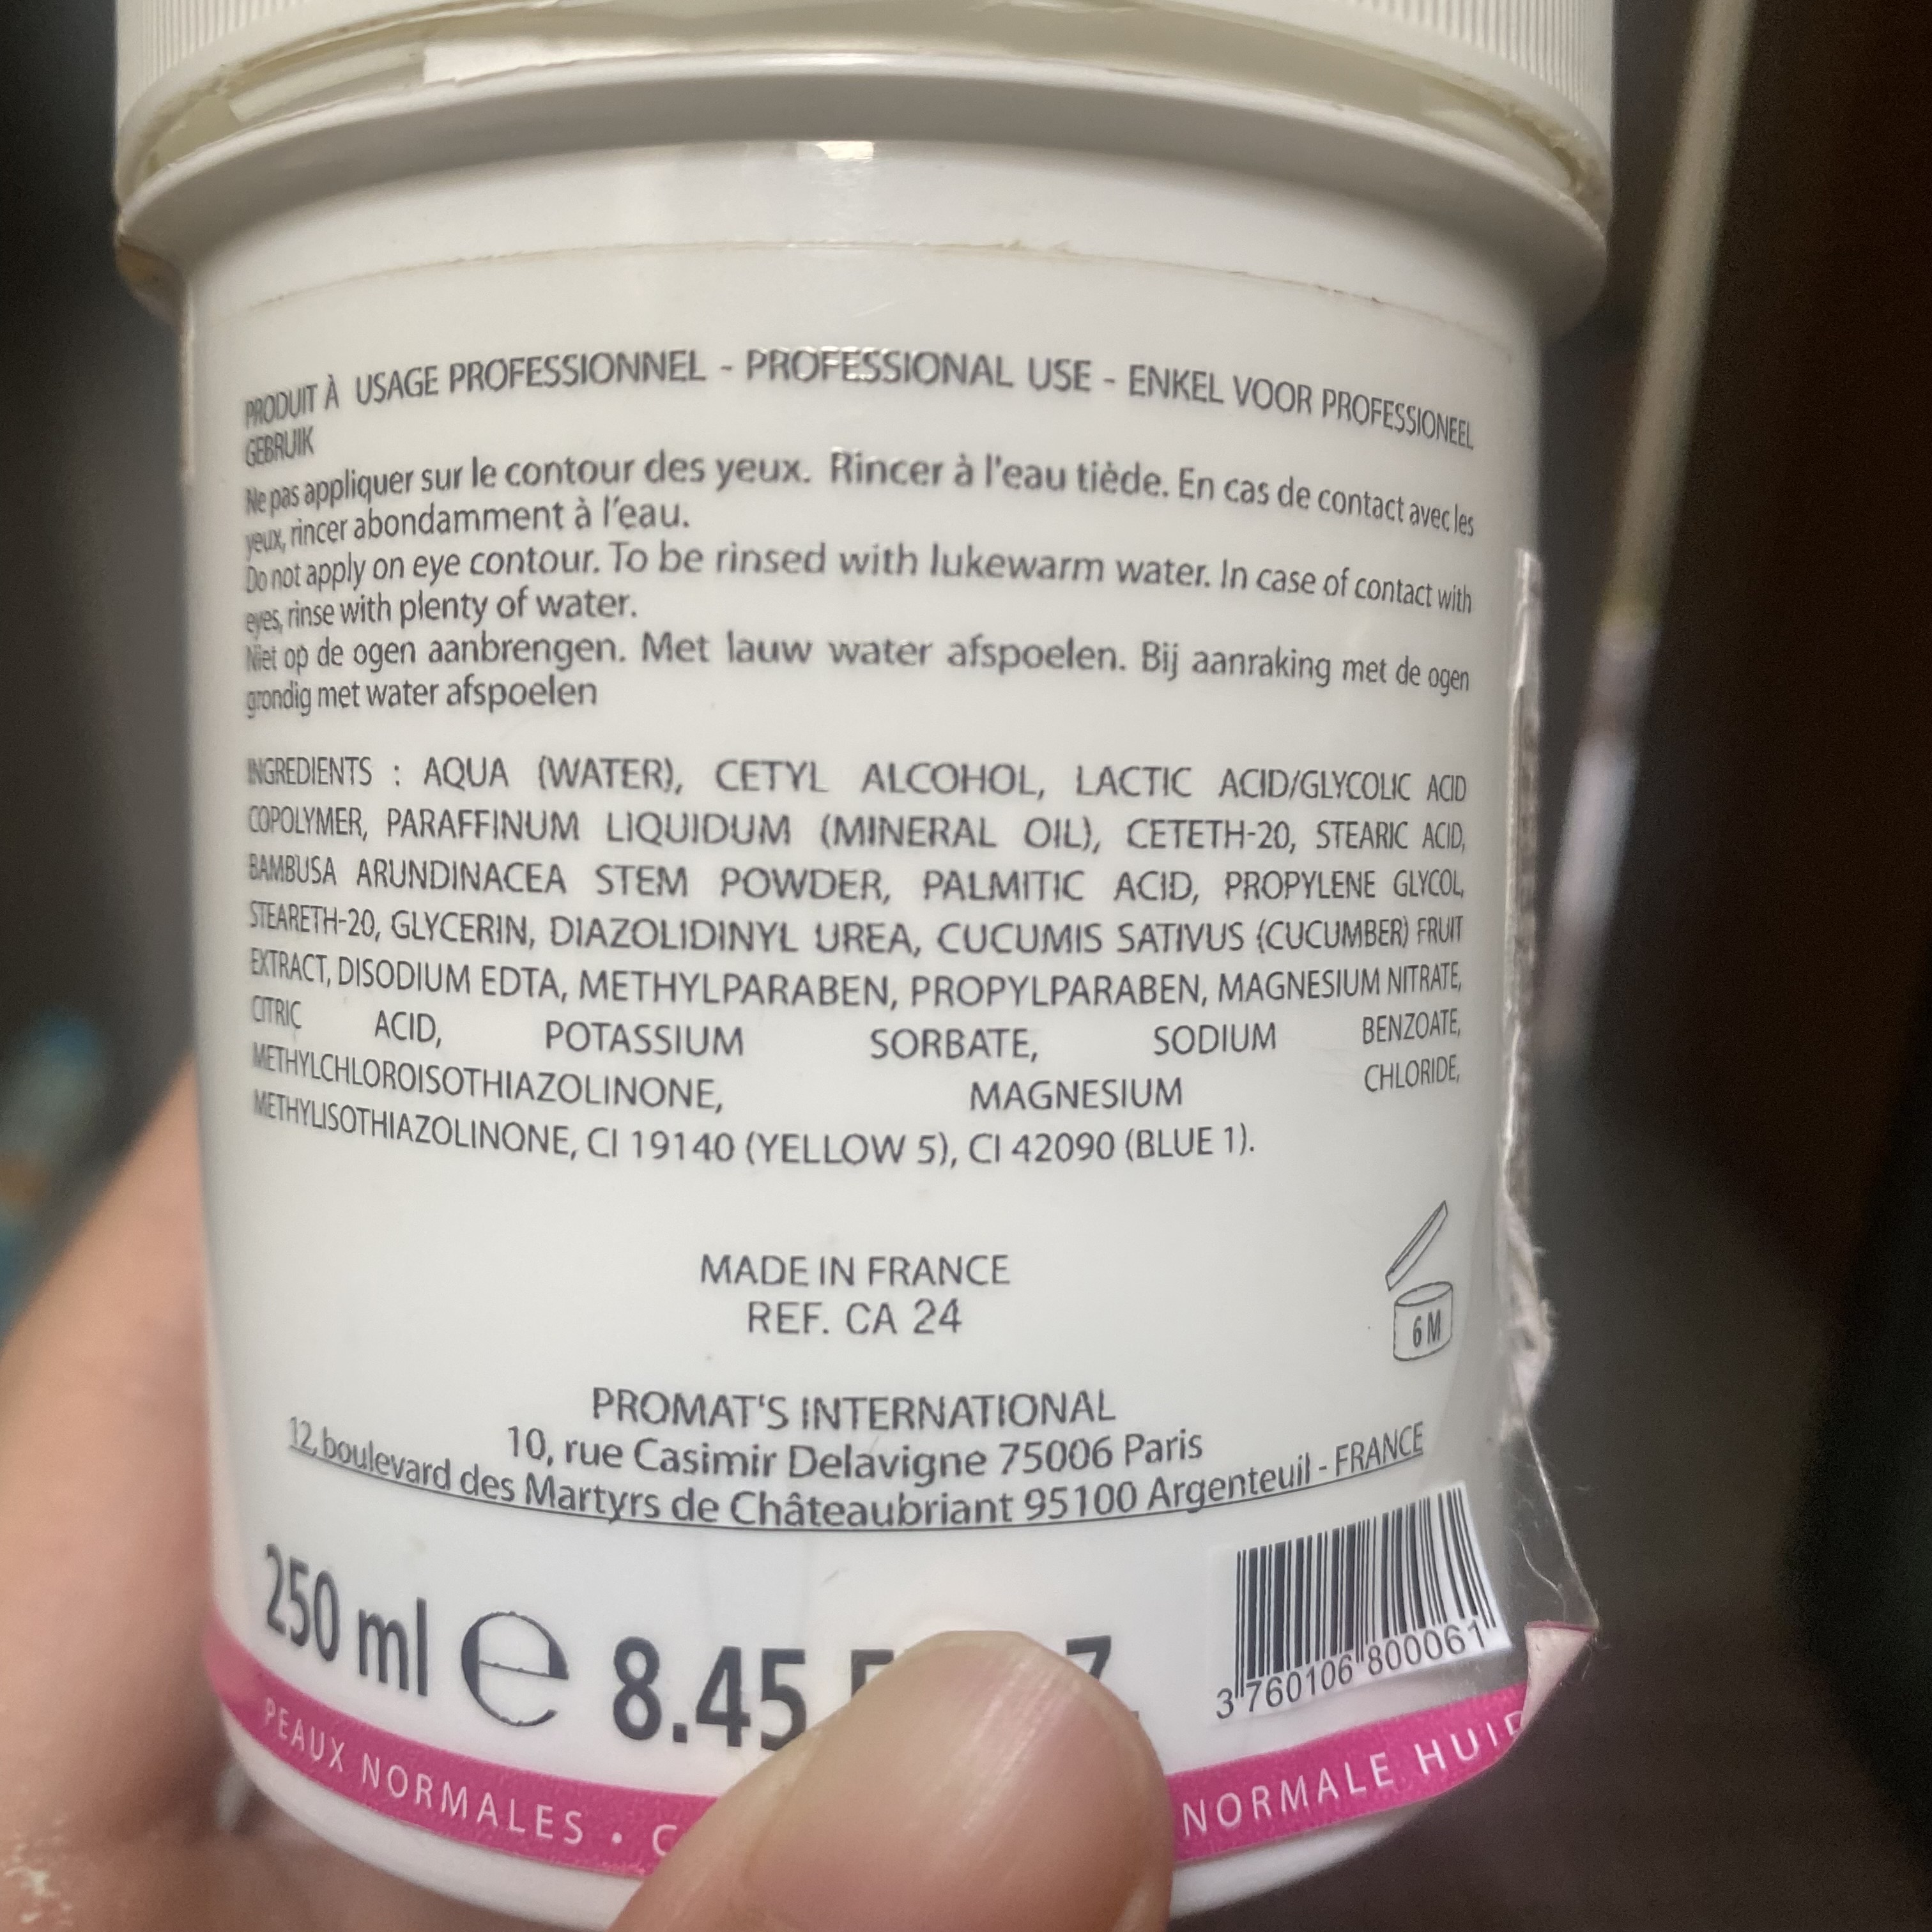 PRODUIT À USAGE PROFESSIONNEL - PROFESSIONAL USE - ENKEL VOOR PROFESSIONEEL
GEBRUIK
Ne pas appliquer sur le contour des yeux. Rincer à l'eau tiède. En cas de contact avec les
yeux, rincer abondamment à l'eau.
Do not apply on eye contour. To be rinsed with lukewarm water. In case of contact with
eyes, rinse with plenty of water.
Niet op de ogen aanbrengen. Met lauw water afspoelen. Bij aanraking met de ogen
grondig met water afspoelen
INGREDIENTS : AQUA (WATER), CETYL ALCOHOL, LACTIC ACID/GLYCOLIC ACID
COPOLYMER, PARAFFINUM LIQUIDUM (MINERAL OIL), CETETH-20, STEARIC ACID,
BAMBUSA ARUNDINACEA STEM POWDER, PALMITIC ACID, PROPYLENE GLYCOL,
STEARETH-20, GLYCERIN, DIAZOLIDINYL UREA, CUCUMIS SATIVUS (CUCUMBER) FRUIT
EXTRACT, DISODIUM EDTA, METHYLPARABEN, PROPYLPARABEN, MAGNESIUM NITRATE,
CITRIC ACID, POTASSIUM SORBATE, SODIUM BENZOATE,
METHYLCHLOROISOTHIAZOLINONE, MAGNESIUM CHLORIDE,
METHYLISOTHIAZOLINONE, CI 19140 (YELLOW 5), CI 42090 (BLUE 1).
MADE IN FRANCE
REF. CA 24
6 M
PROMAT'S INTERNATIONAL
10, rue Casimir Delavigne 75006 Paris
12, boulevard des Martyrs de Châteaubriant 95100 Argenteuil - FRANCE
250 ml e 8.45
3 760106 800061
PEAUX NORMALES •
NORMALE